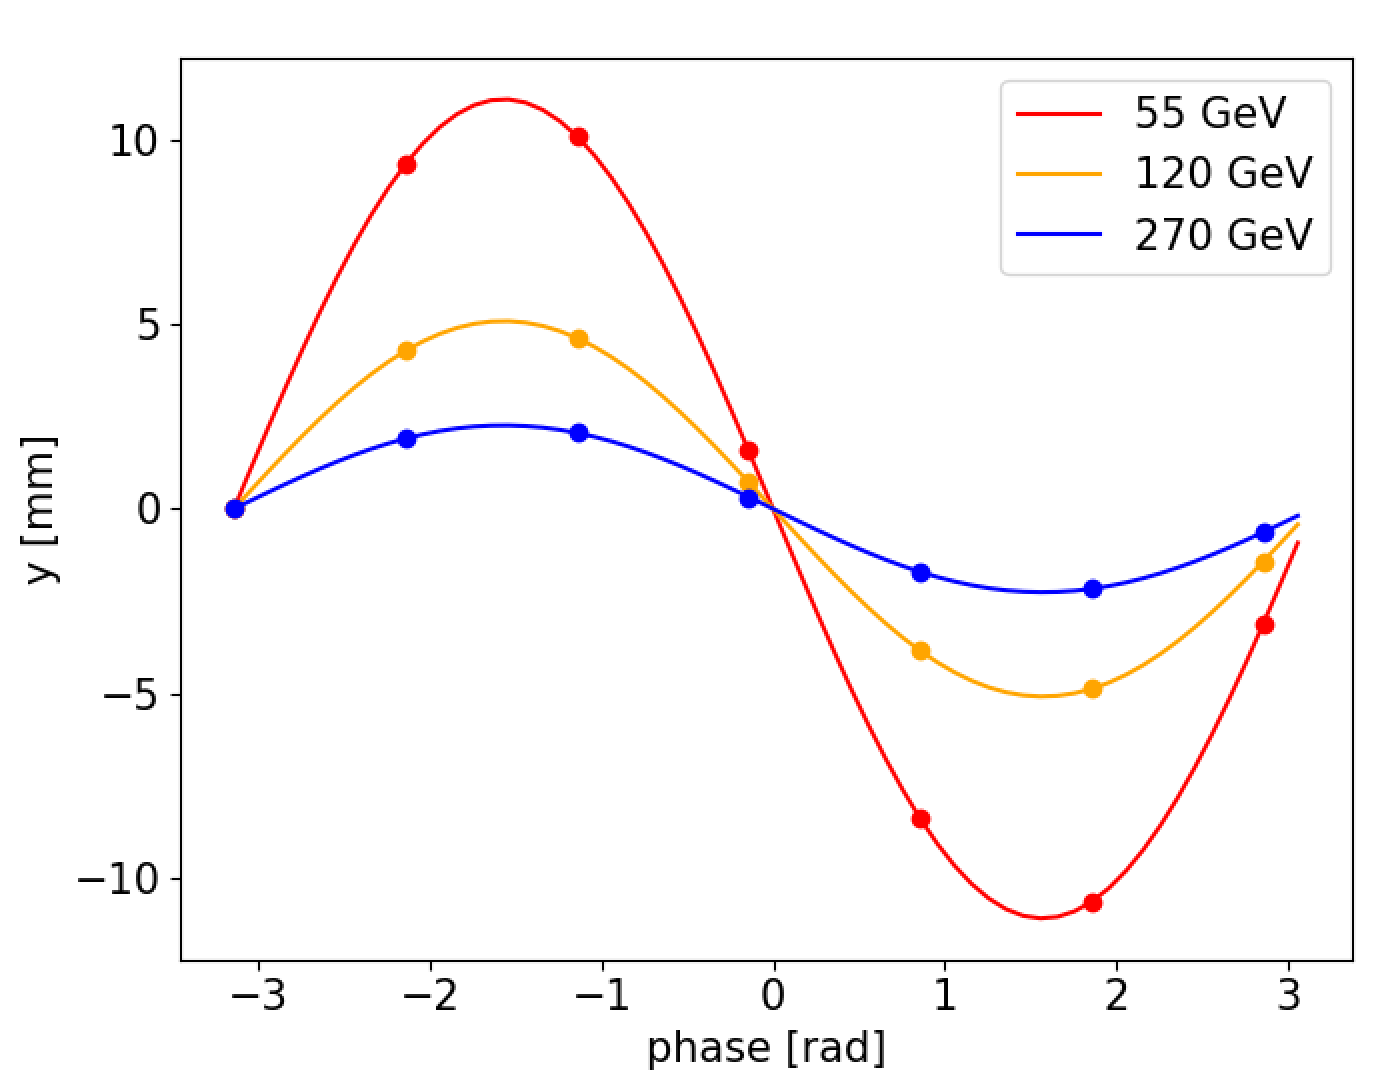 55 GeV
120 GeV
270 GeV
10
5
0
−5
−10
y [mm]
−3 −2 −1 0 1 2 3
phase [rad]